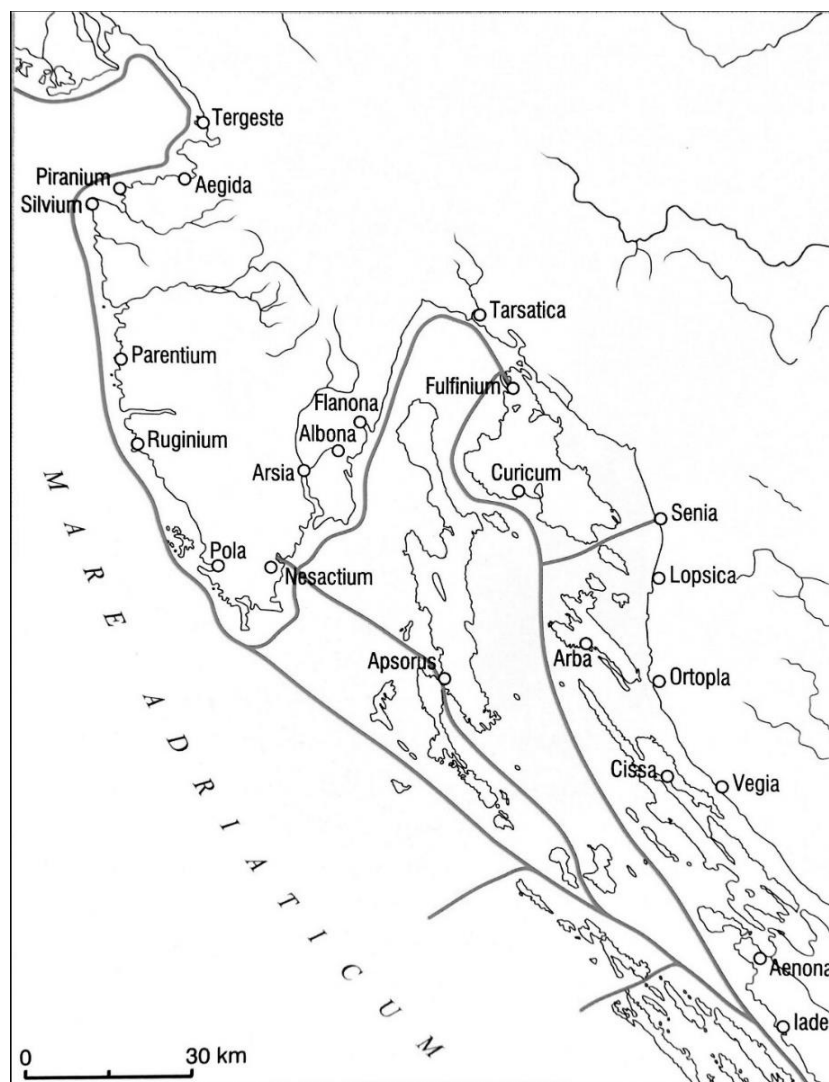 Tergeste
Piranium
Aegida
Silvium
Tarsatica
Parentium
Fulfinium
Flanona
Ruginium
Albona
Arsia
Curicum
Senia
Pola
Nesactium
Lopsica
Arba
Apsorus
Ortopla
Cissa
Vegia
Aenona
Iade
MARE ADRIATICUM
0 30 km